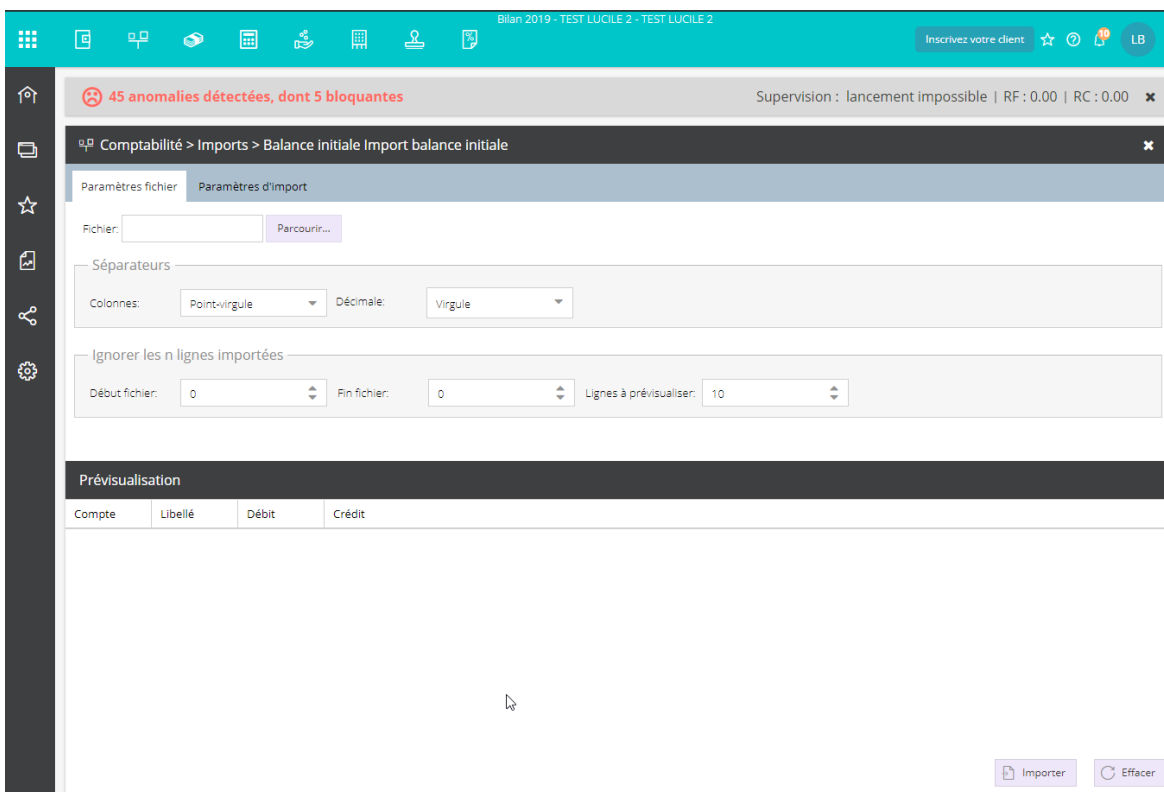 Bilan 2019 - TEST LUCILE 2 - TEST LUCILE 2
Inscrivez votre client
10
LB
45 anomalies détectées, dont 5 bloquantes
Supervision : lancement impossible | RF : 0.00 | RC : 0.00
Comptabilité > Imports > Balance initiale Import balance initiale
Paramètres fichier Paramètres d'import
Fichier: Parcourir...
Séparateurs
Colonnes: Point-virgule Décimale: Virgule
Ignorer les n lignes importées
Début fichier: 0 Fin fichier: 0 Lignes à prévisualiser: 10
Prévisualisation
Compte Libellé Débit Crédit
Importer Effacer